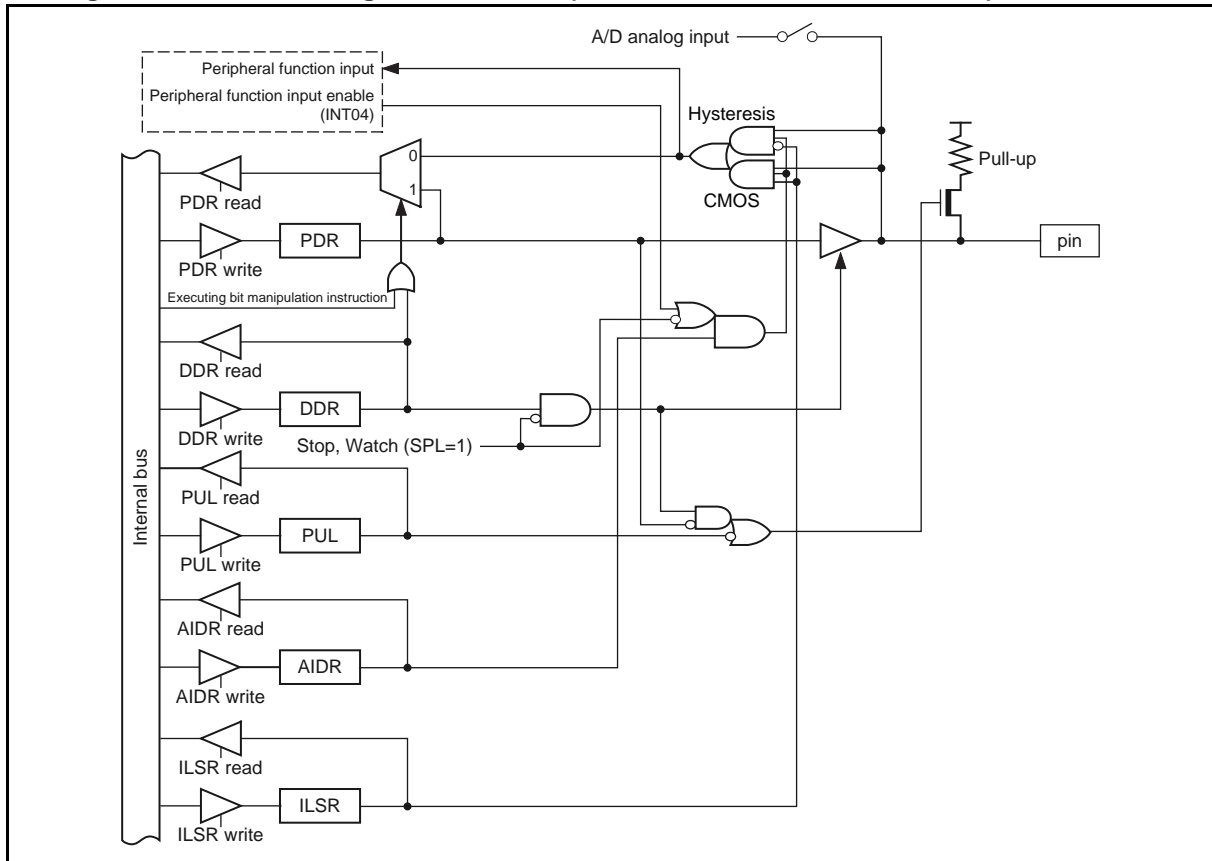 A/D analog input
Peripheral function input
Peripheral function input enable
(INT04)
Hysteresis
0
Pull-up
1
PDR read
CMOS
PDR
pin
PDR write
Executing bit manipulation instruction
DDR read
DDR
DDR write
Stop, Watch (SPL=1)
Internal bus
PUL read
PUL
PUL write
AIDR read
AIDR
AIDR write
ILSR read
ILSR
ILSR write